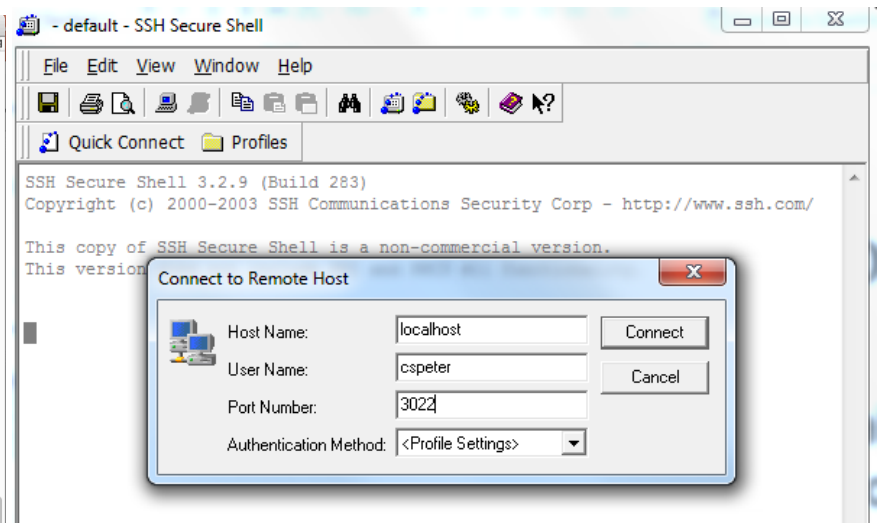 - default - SSH Secure Shell
File Edit View Window Help
Quick Connect Profiles
SSH Secure Shell 3.2.9 (Build 283)
Copyright (c) 2000-2003 SSH Communications Security Corp - http://www.ssh.com/
This copy of SSH Secure Shell is a non-commercial version.
This version
Connect to Remote Host
Host Name: localhost
Connect
User Name: cspeter
Cancel
Port Number: 3022
Authentication Method: <Profile Settings>